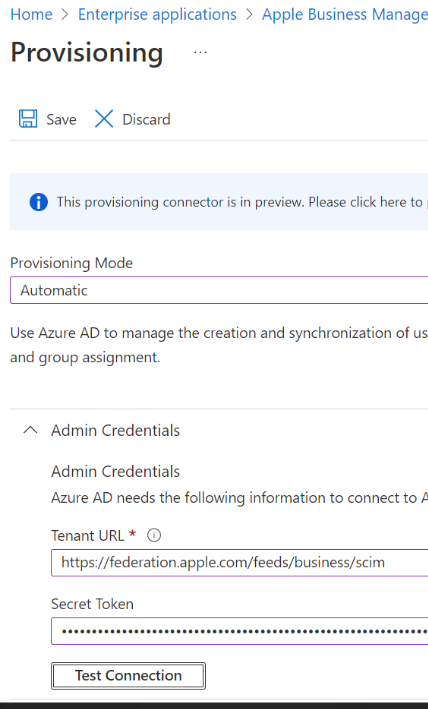 Home > Enterprise applications > Apple Business Manage
Provisioning ...
Save Discard
This provisioning connector is in preview. Please click here to
Provisioning Mode
Automatic
Use Azure AD to manage the creation and synchronization of us
and group assignment.
Admin Credentials
Admin Credentials
Azure AD needs the following information to connect to A
Tenant URL *
https://federation.apple.com/feeds/business/scim
Secret Token
Test Connection